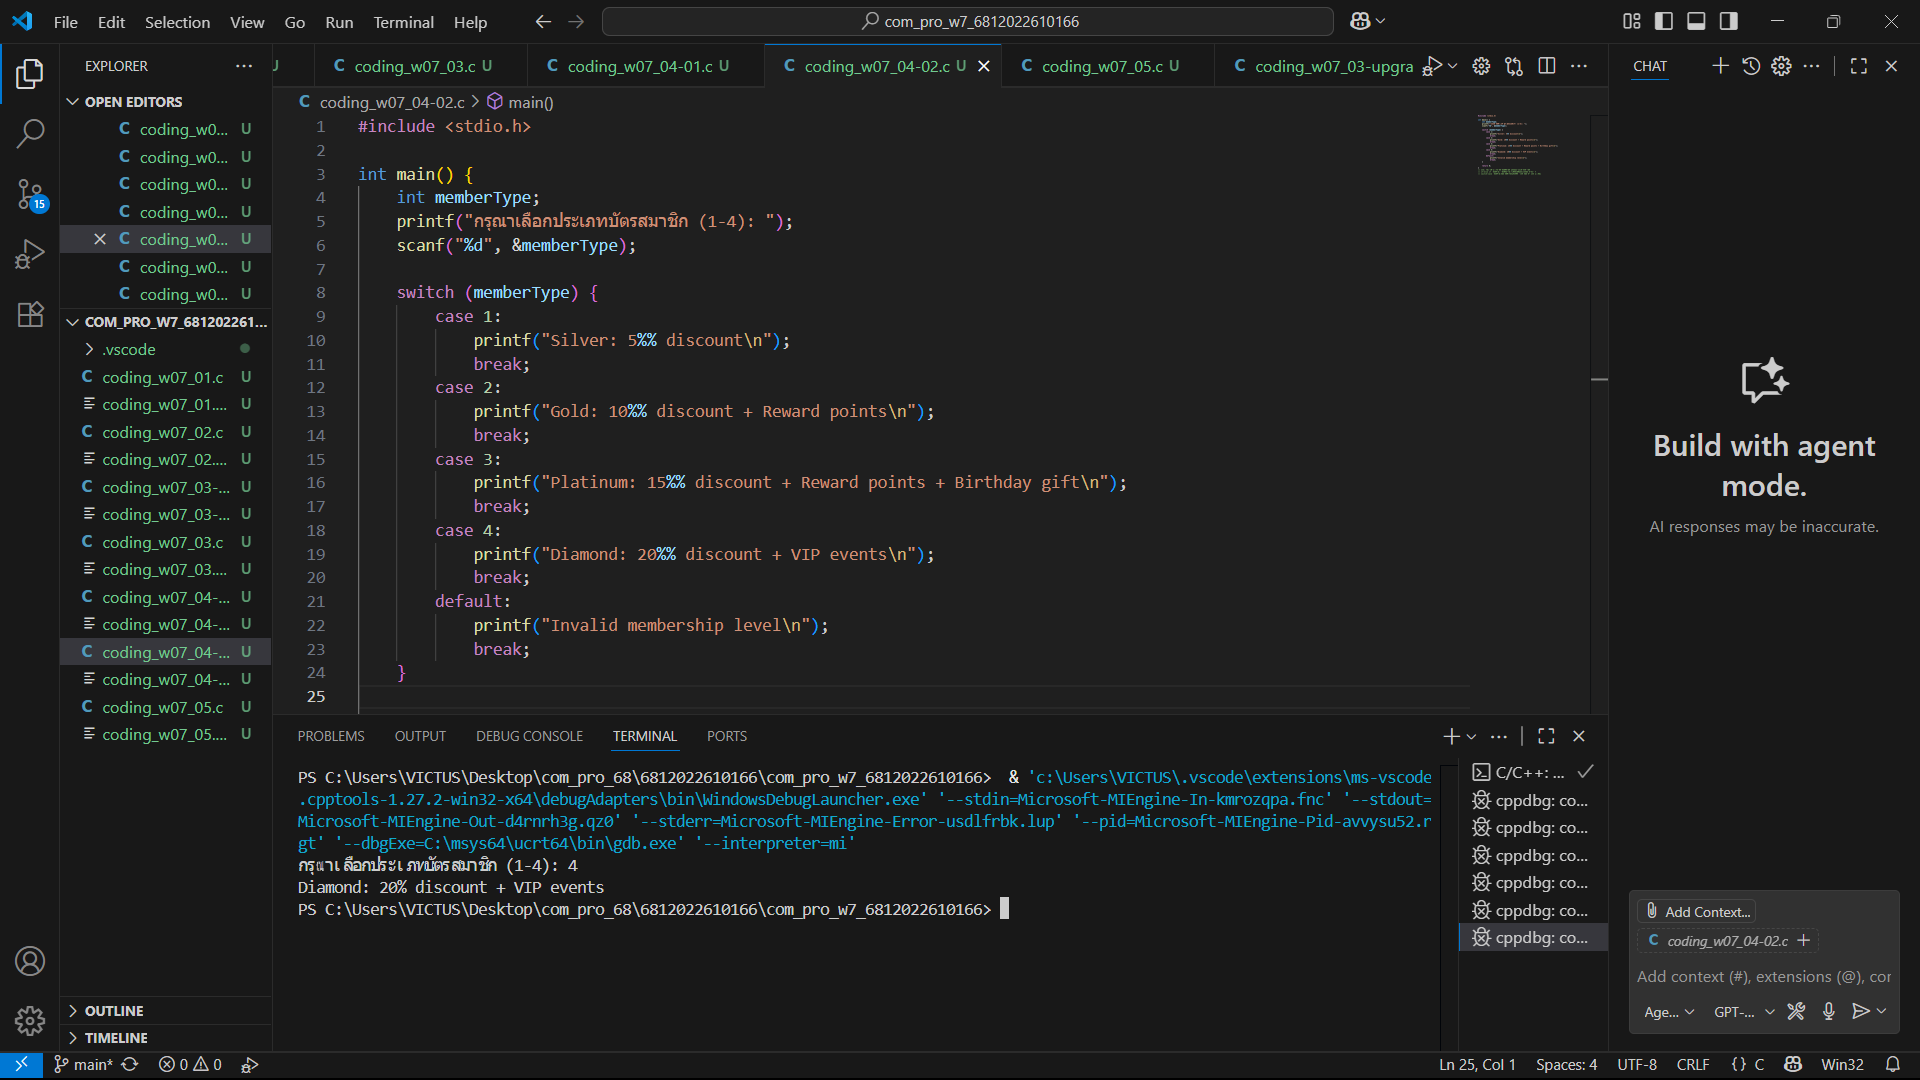 File Edit Selection View Go Run Terminal Help
com_pro_w7_6812022610166
EXPLORER
OPEN EDITORS
coding_w0... U
coding_w0... U
coding_w0... U
coding_w0... U
coding_w0... U
coding_w0... U
coding_w0... U
COM_PRO_W7_681202261...
.vscode
coding_w07_01.c U
coding_w07_01.... U
coding_w07_02.c U
coding_w07_02.... U
coding_w07_03-... U
coding_w07_03-... U
coding_w07_03.c U
coding_w07_03.... U
coding_w07_04-... U
coding_w07_04-... U
coding_w07_04-... U
coding_w07_04-... U
coding_w07_05.c U
coding_w07_05.... U
OUTLINE
TIMELINE
15
U
C coding_w07_03.c U
C coding_w07_04-01.c U
C coding_w07_04-02.c U
C coding_w07_05.c U
C coding_w07_03-upgra
C coding_w07_04-02.c > main()
1 #include <stdio.h>
2
3 int main() {
4 int memberType;
5 printf("กรุณาเลือกประเภทบัตรสมาชิก (1-4): ");
6 scanf("%d", &memberType);
7
8 switch (memberType) {
9 case 1:
10 printf("Silver: 5%% discount\n");
11 break;
12 case 2:
13 printf("Gold: 10%% discount + Reward points\n");
14 break;
15 case 3:
16 printf("Platinum: 15%% discount + Reward points + Birthday gift\n");
17 break;
18 case 4:
19 printf("Diamond: 20%% discount + VIP events\n");
20 break;
21 default:
22 printf("Invalid membership level\n");
23 break;
24 }
25
PROBLEMS OUTPUT DEBUG CONSOLE TERMINAL PORTS
PS C:\Users\VICTUS\Desktop\com_pro_68\6812022610166\com_pro_w7_6812022610166> & 'c:\Users\VICTUS\.vscode\extensions\ms-vscode
.cpptools-1.27.2-win32-x64\debugAdapters\bin\WindowsDebugLauncher.exe' '--stdin=Microsoft-MIEngine-In-kmrozqpa.fnc' '--stdout=
Microsoft-MIEngine-Out-d4rnrh3g.qz0' '--stderr=Microsoft-MIEngine-Error-usdlfrbk.lup' '--pid=Microsoft-MIEngine-Pid-avvysu52.r
gt' '--dbgExe=C:\msys64\ucrt64\bin\gdb.exe' '--interpreter=mi'
กรุณาเลือกประเภทบัตรสมาชิก (1-4): 4
Diamond: 20% discount + VIP events
PS C:\Users\VICTUS\Desktop\com_pro_68\6812022610166\com_pro_w7_6812022610166>
C/C++: ...
cppdbg: co...
cppdbg: co...
cppdbg: co...
cppdbg: co...
cppdbg: co...
cppdbg: co...
CHAT
Build with agent
mode.
AI responses may be inaccurate.
Add Context...
C coding_w07_04-02.c +
Add context (#), extensions (@), cor
Age... GPT-...
main* 0 0
Ln 25, Col 1 Spaces: 4 UTF-8 CRLF {} C Win32